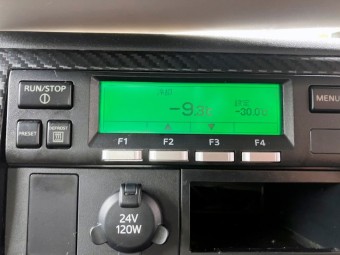 RUN/STOP
MENU
-9.3
-30.0
PRESET
DEFROST
F1 F2 F3 F4
24V
120W